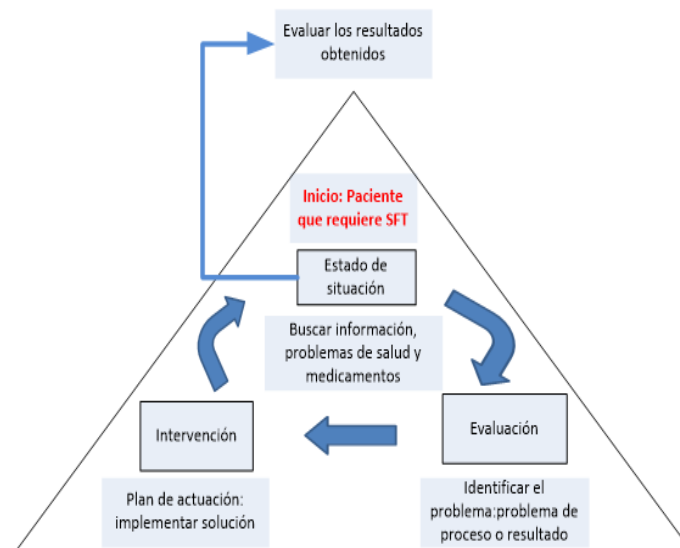 Evaluar los resultados
obtenidos
Inicio: Paciente
que requiere SFT
Estado de
situación
Buscar información,
problemas de salud y
medicamentos
Intervención
Evaluación
Plan de actuación:
implementar solución
Identificar el
problema:problema de
proceso o resultado